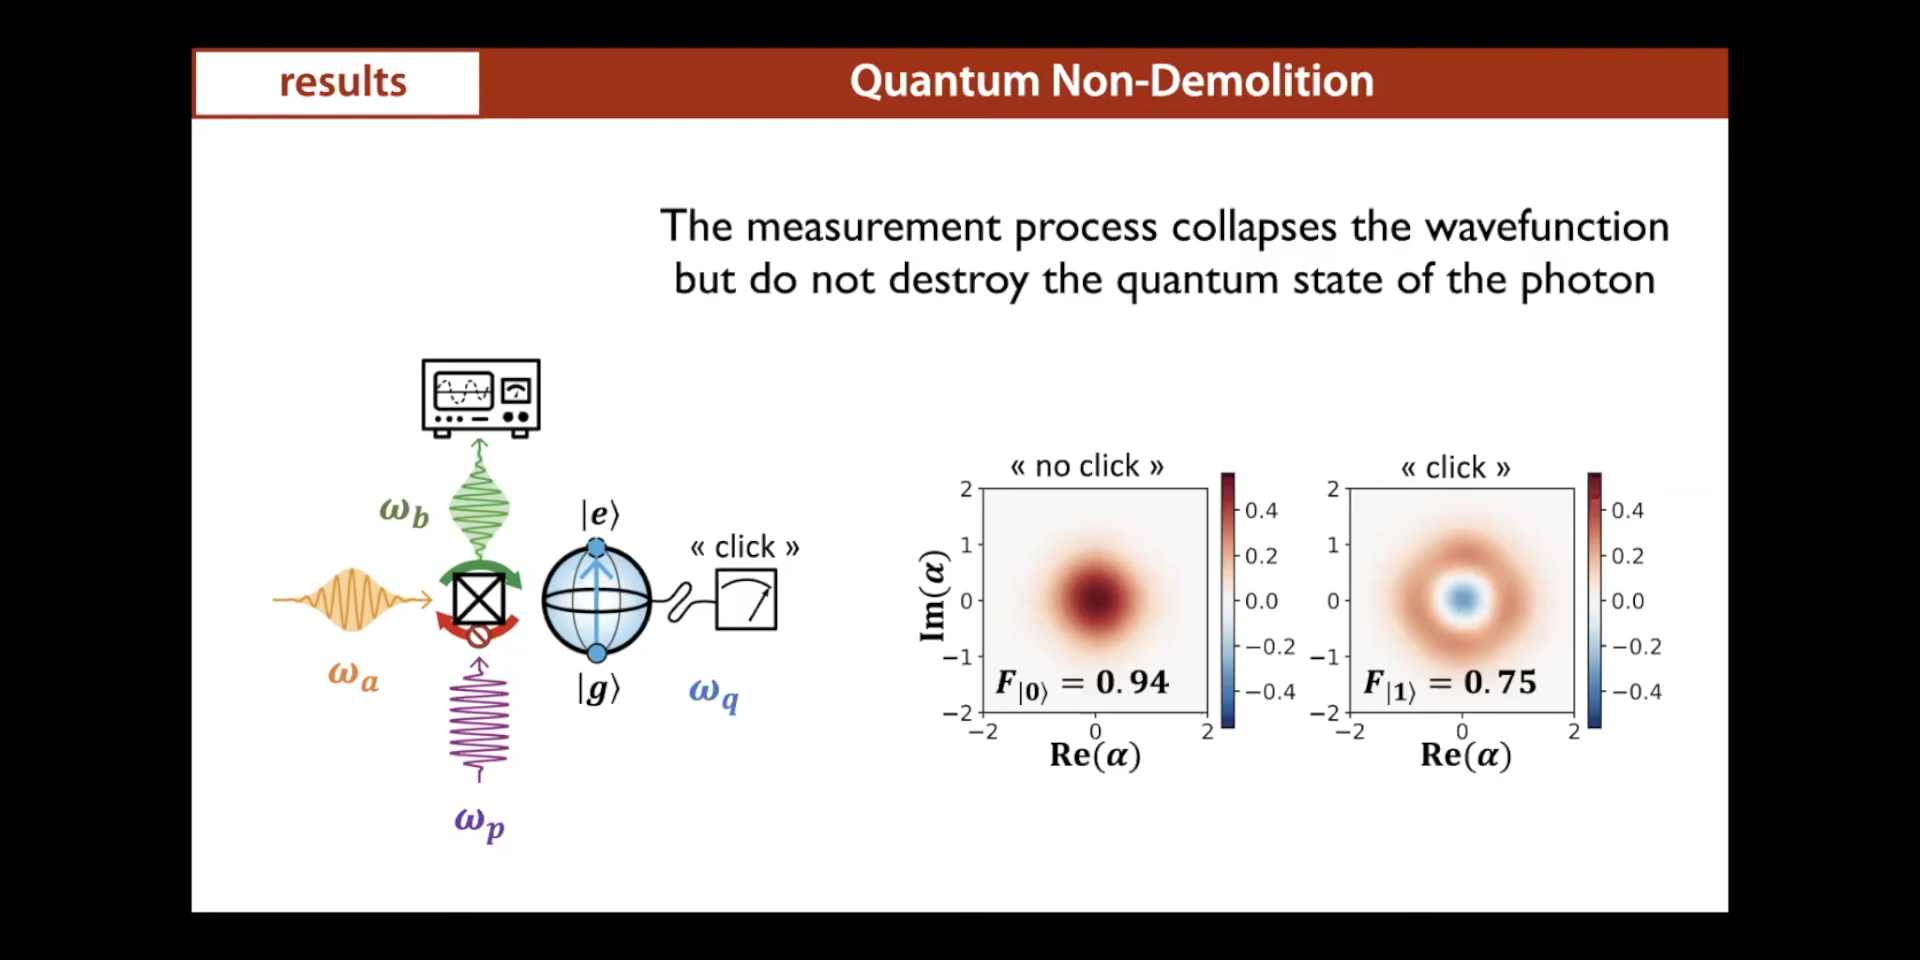 results
Quantum Non-Demolition
The measurement process collapses the wavefunction
but do not destroy the quantum state of the photon
ω_b
|e⟩
« click »
ω_a
|g⟩
ω_q
ω_p
« no click »
2
1
0
−1
−2
Im(α)
F|0⟩ = 0.94
−2
0
2
Re(α)
0.4
0.2
0.0
−0.2
−0.4
« click »
2
1
0
−1
−2
F|1⟩ = 0.75
−2
0
2
Re(α)
0.4
0.2
0.0
−0.2
−0.4